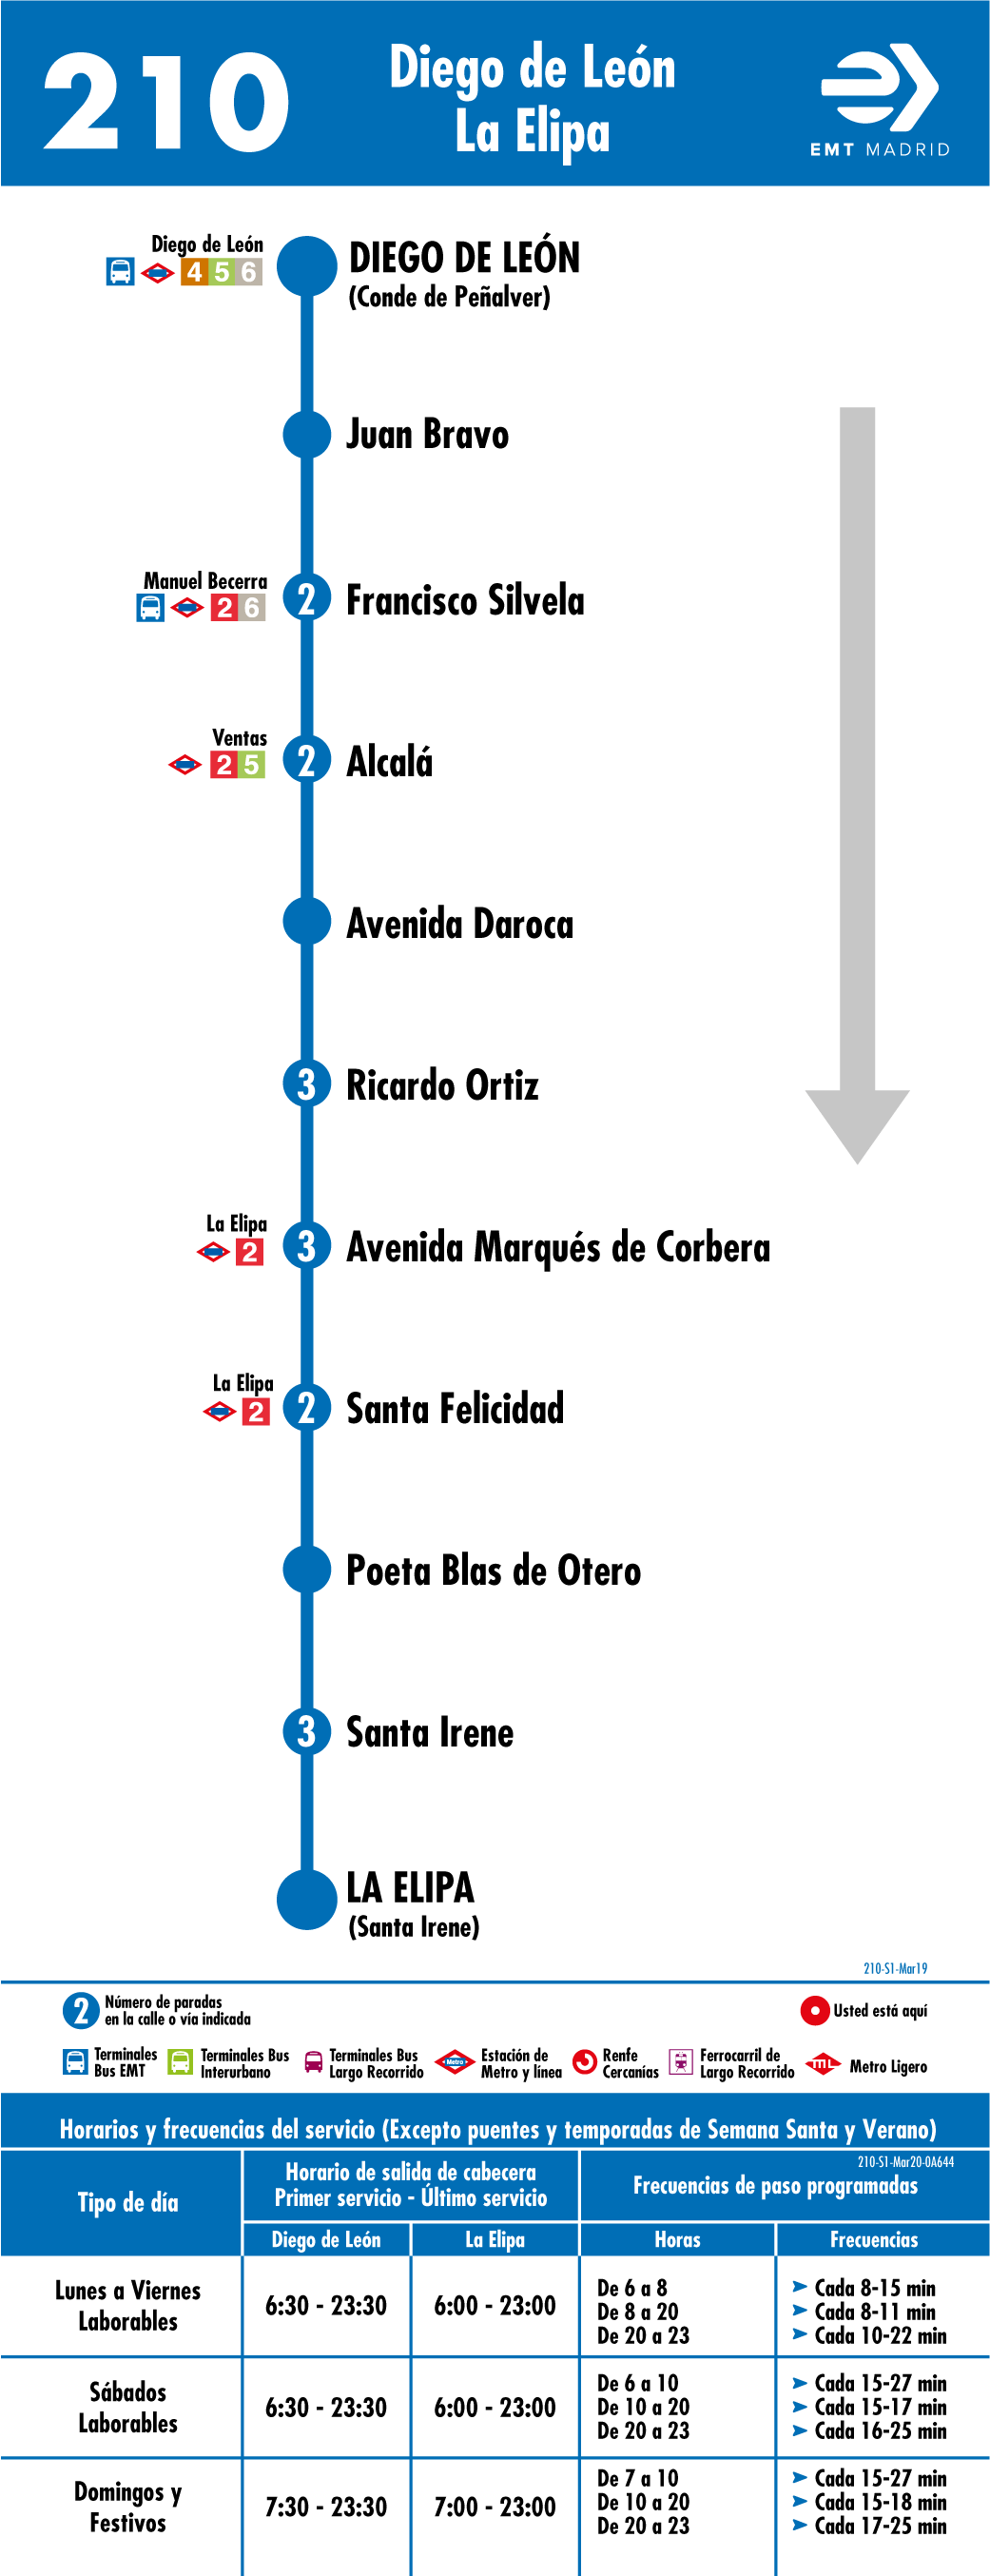 210
Diego de León
La Elipa
EMT MADRID
Diego de León
4 5 6
DIEGO DE LEÓN
(Conde de Peñalver)
Juan Bravo
Manuel Becerra
2 6
2
Francisco Silvela
Ventas
2 5
2
Alcalá
Avenida Daroca
3
Ricardo Ortiz
La Elipa
2
3
Avenida Marqués de Corbera
La Elipa
2
2
Santa Felicidad
Poeta Blas de Otero
3
Santa Irene
LA ELIPA
(Santa Irene)
210-S1-Mar19
2
Número de paradas
en la calle o vía indicada
Usted está aquí
Terminales
Bus EMT
Terminales Bus
Interurbano
Terminales Bus
Largo Recorrido
Metro
Estación de
Metro y línea
Renfe
Cercanías
Ferrocarril de
Largo Recorrido
ML
Metro Ligero
Horarios y frecuencias del servicio (Excepto puentes y temporadas de Semana Santa y Verano)
210-S1-Mar20-0A644
Tipo de día
Horario de salida de cabecera
Primer servicio - Último servicio
Frecuencias de paso programadas
Diego de León
La Elipa
Horas
Frecuencias
Lunes a Viernes
Laborables
6:30 - 23:30
6:00 - 23:00
De 6 a 8
De 8 a 20
De 20 a 23
➤ Cada 8-15 min
➤ Cada 8-11 min
➤ Cada 10-22 min
Sábados
Laborables
6:30 - 23:30
6:00 - 23:00
De 6 a 10
De 10 a 20
De 20 a 23
➤ Cada 15-27 min
➤ Cada 15-17 min
➤ Cada 16-25 min
Domingos y
Festivos
7:30 - 23:30
7:00 - 23:00
De 7 a 10
De 10 a 20
De 20 a 23
➤ Cada 15-27 min
➤ Cada 15-18 min
➤ Cada 17-25 min